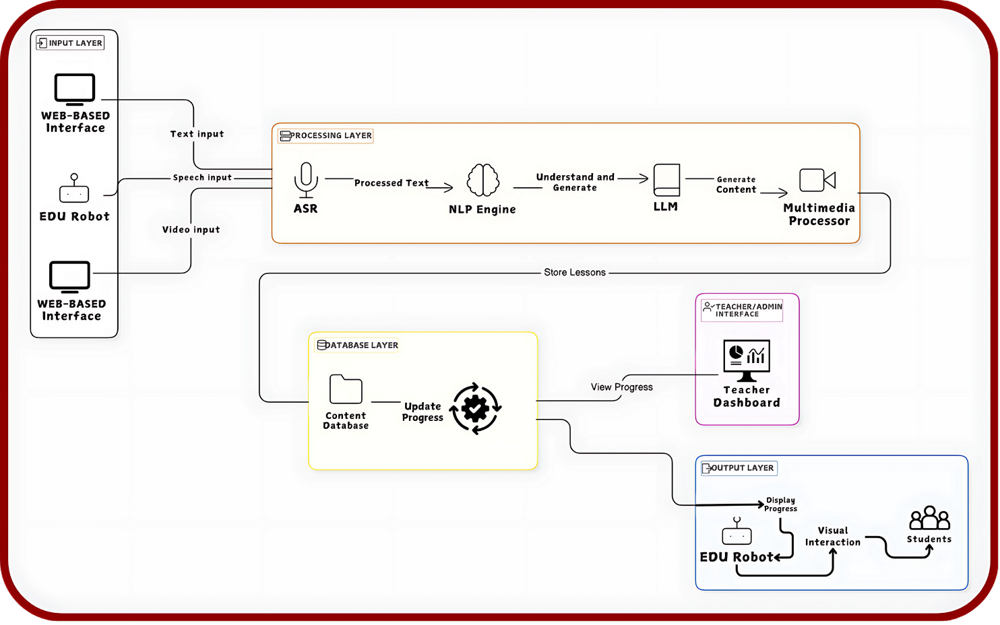 INPUT LAYER
WEB-BASED
Interface
Text input
EDU Robot
Speech input
Video input
WEB-BASED
Interface
PROCESSING LAYER
ASR
Processed Text
NLP Engine
Understand and
Generate
LLM
Generate
Content
Multimedia
Processor
Store Lessons
DATABASE LAYER
Content
Database
Update
Progress
View Progress
TEACHER/ADMIN
INTERFACE
Teacher
Dashboard
OUTPUT LAYER
Display
Progress
EDU Robot
Visual
Interaction
Students